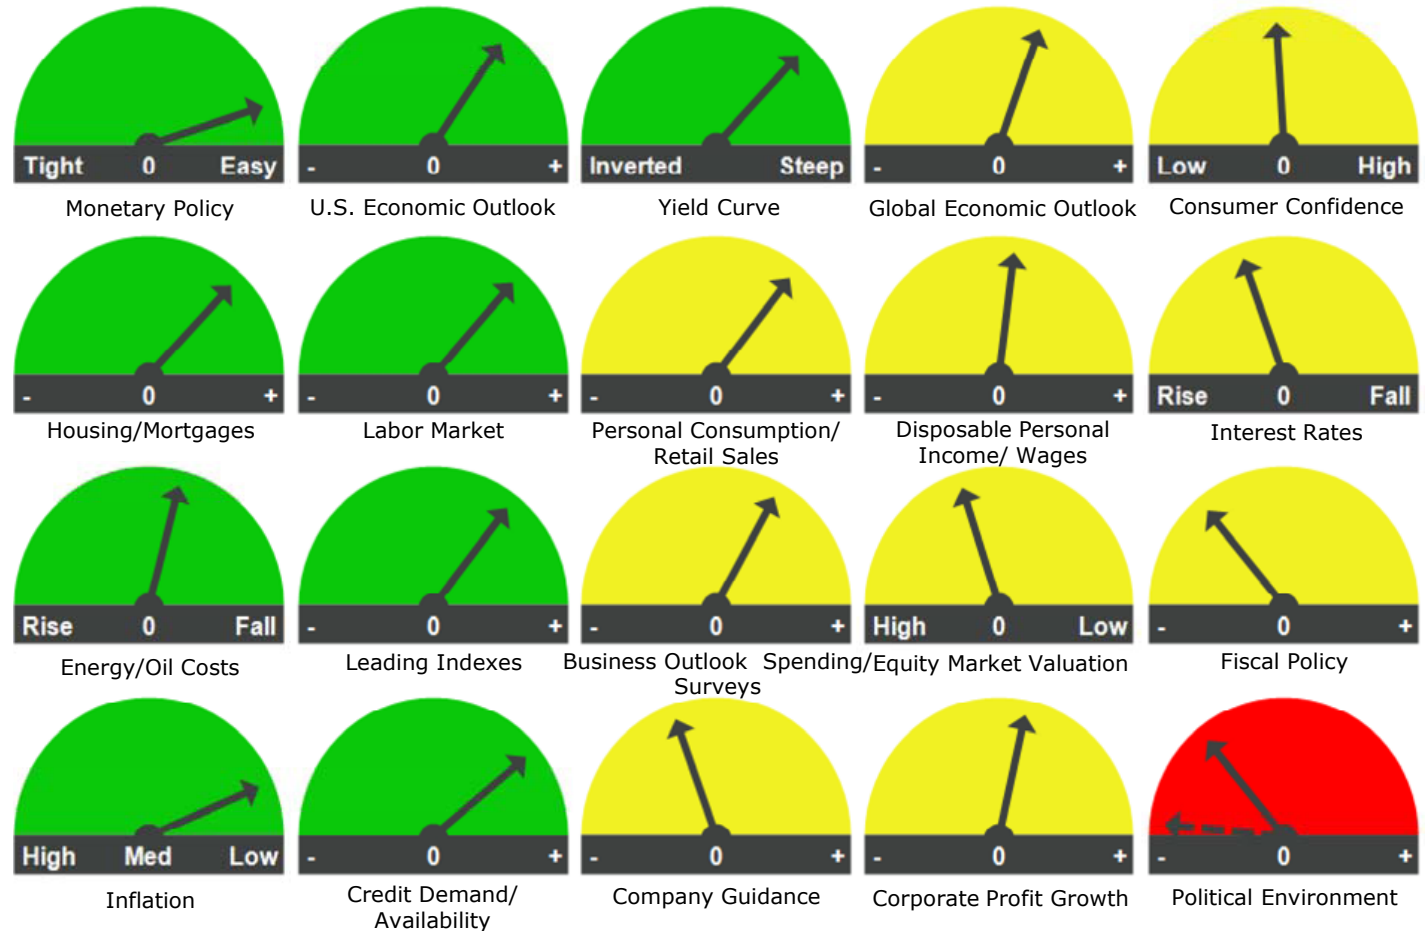 Tight 0 Easy - 0 + Inverted Steep - 0 + Low 0 High
Monetary Policy U.S. Economic Outlook Yield Curve Global Economic Outlook Consumer Confidence
- 0 + - 0 + - 0 + - 0 + Rise 0 Fall
Housing/Mortgages Labor Market Personal Consumption/ Disposable Personal Interest Rates
Retail Sales Income/ Wages
Rise 0 Fall - 0 + - 0 + High 0 Low - 0 +
Energy/Oil Costs Leading Indexes Business Outlook Spending/ Equity Market Valuation Fiscal Policy
Surveys
High Med Low - 0 + - 0 + - 0 + - 0 +
Inflation Credit Demand/ Company Guidance Corporate Profit Growth Political Environment
Availability